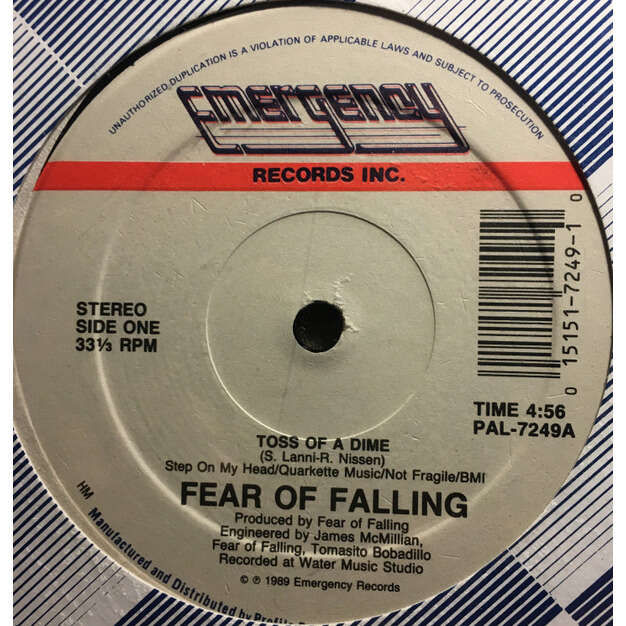 UNAUTHORIZED DUPLICATION IS A VIOLATION OF APPLICABLE LAWS AND SUBJECT TO PROSECUTION
Emergency
RECORDS INC.
STEREO
SIDE ONE
33⅓ RPM
0 15151-7249-1 0
TIME 4:56
PAL-7249A
TOSS OF A DIME
(S. Lanni-R. Nissen)
Step On My Head/Quarkette Music/Not Fragile/BMI
FEAR OF FALLING
Produced by Fear of Falling
Engineered by James McMillian,
Fear of Falling, Tomasito Bobadillo
Recorded at Water Music Studio
© ℗ 1989 Emergency Records
HM
Manufactured and Distributed by